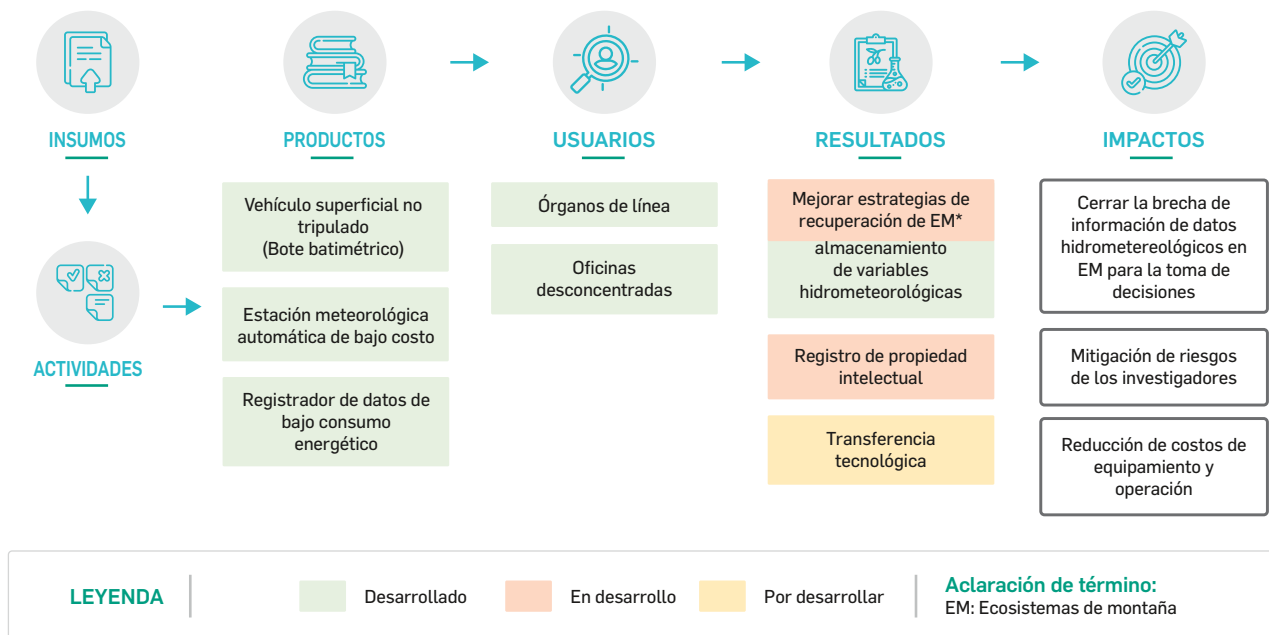 INSUMOS
ACTIVIDADES
PRODUCTOS
Vehículo superficial no
tripulado
(Bote batimétrico)
Estación meteorológica
automática de bajo costo
Registrador de datos de
bajo consumo
energético
USUARIOS
Órganos de línea
Oficinas
desconcentradas
RESULTADOS
Mejorar estrategias de
recuperación de EM*
almacenamiento
de variables
hidrometeorológicas
Registro de propiedad
intelectual
Transferencia
tecnológica
IMPACTOS
Cerrar la brecha de
información de datos
hidrometereológicos en
EM para la toma de
decisiones
Mitigación de riesgos
de los investigadores
Reducción de costos de
equipamiento y
operación
LEYENDA
Desarrollado
En desarrollo
Por desarrollar
Aclaración de término:
EM: Ecosistemas de montaña